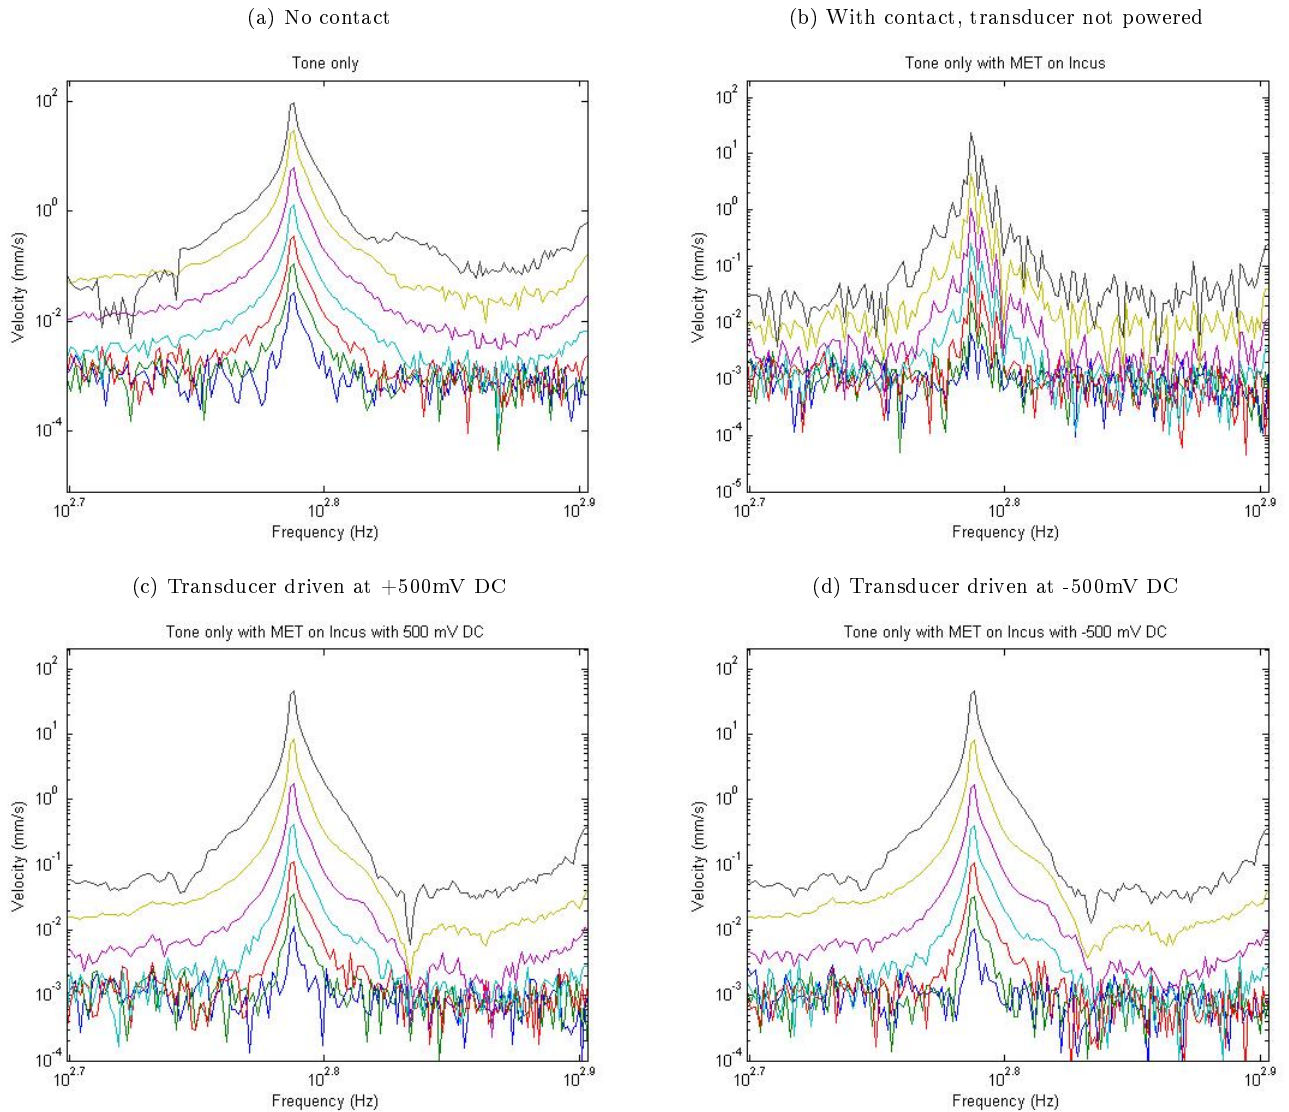 (a) No contact
(b) With contact, transducer not powered
Tone only
Tone only with MET on Incus
10^2
10^0
10^-2
10^-4
Velocity (mm/s)
10^2.7
10^2.8
10^2.9
Frequency (Hz)
10^2
10^1
10^0
10^-1
10^-2
10^-3
10^-4
10^-5
Velocity (mm/s)
10^2.7
10^2.8
10^2.9
Frequency (Hz)
(c) Transducer driven at +500mV DC
(d) Transducer driven at -500mV DC
Tone only with MET on Incus with 500 mV DC
Tone only with MET on Incus with -500 mV DC
10^2
10^1
10^0
10^-1
10^-2
10^-3
10^-4
Velocity (mm/s)
10^2.7
10^2.8
10^2.9
Frequency (Hz)
10^2
10^1
10^0
10^-1
10^-2
10^-3
10^-4
Velocity (mm/s)
10^2.7
10^2.8
10^2.9
Frequency (Hz)